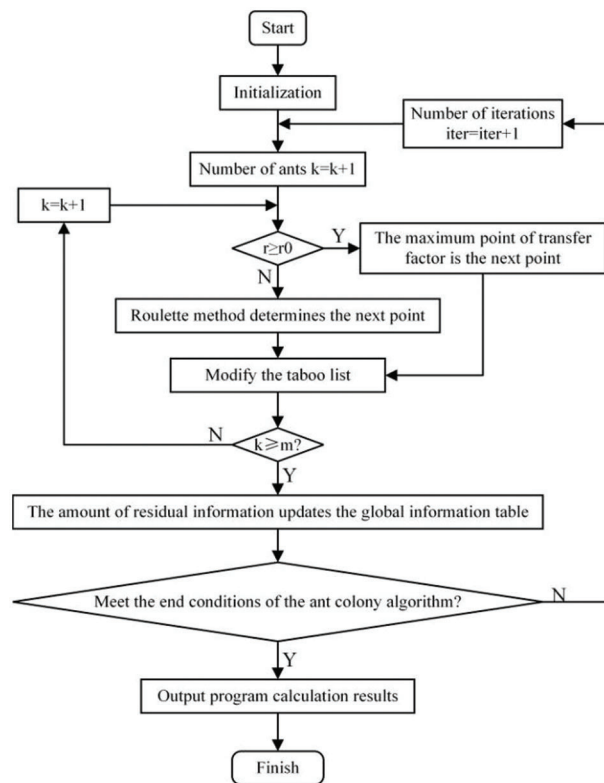 Start
Initialization
Number of iterations
iter=iter+1
Number of ants k=k+1
k=k+1
r≥r0
Y
The maximum point of transfer
factor is the next point
N
Roulette method determines the next point
Modify the taboo list
N
k≥m?
Y
The amount of residual information updates the global information table
Meet the end conditions of the ant colony algorithm?
N
Y
Output program calculation results
Finish